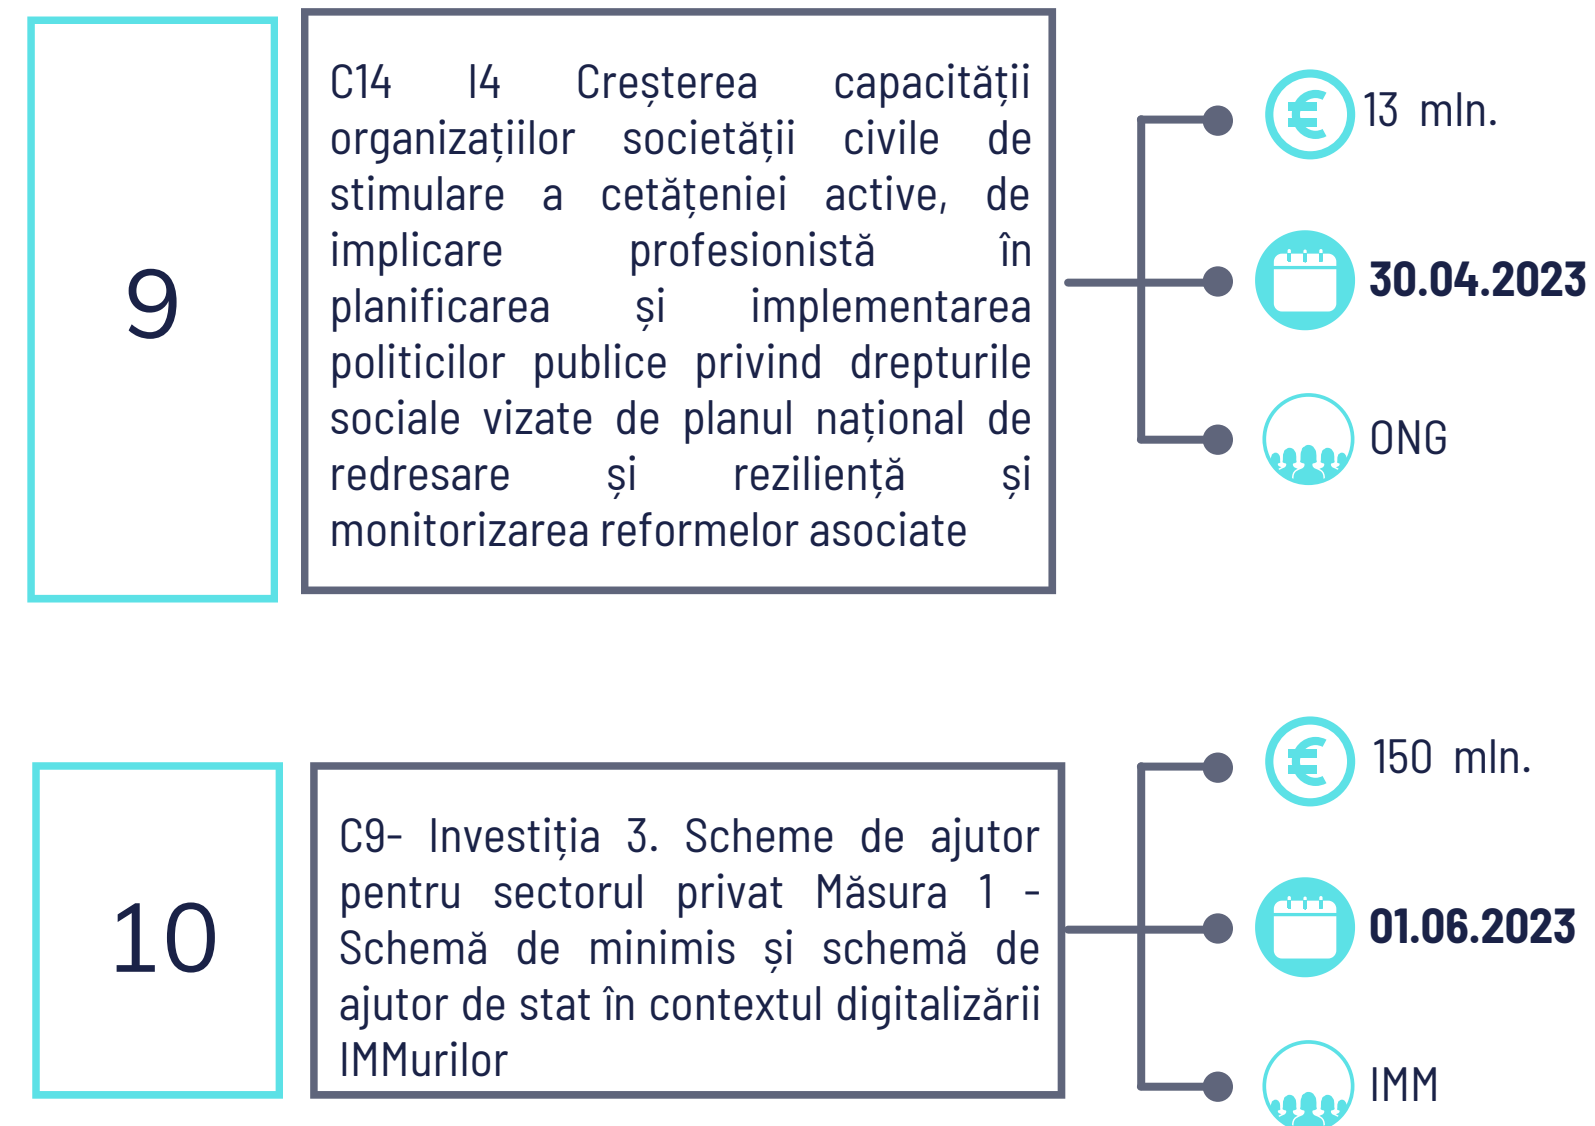 9
C14 I4 Creșterea capacității
organizațiilor societății civile de
stimulare a cetățeniei active, de
implicare profesionistă în
planificarea și implementarea
politicilor publice privind drepturile
sociale vizate de planul național de
redresare și reziliență și
monitorizarea reformelor asociate
13 mln.
30.04.2023
ONG
10
C9- Investiția 3. Scheme de ajutor
pentru sectorul privat Măsura 1 -
Schemă de minimis și schemă de
ajutor de stat în contextul digitalizării
IMMurilor
150 mln.
01.06.2023
IMM